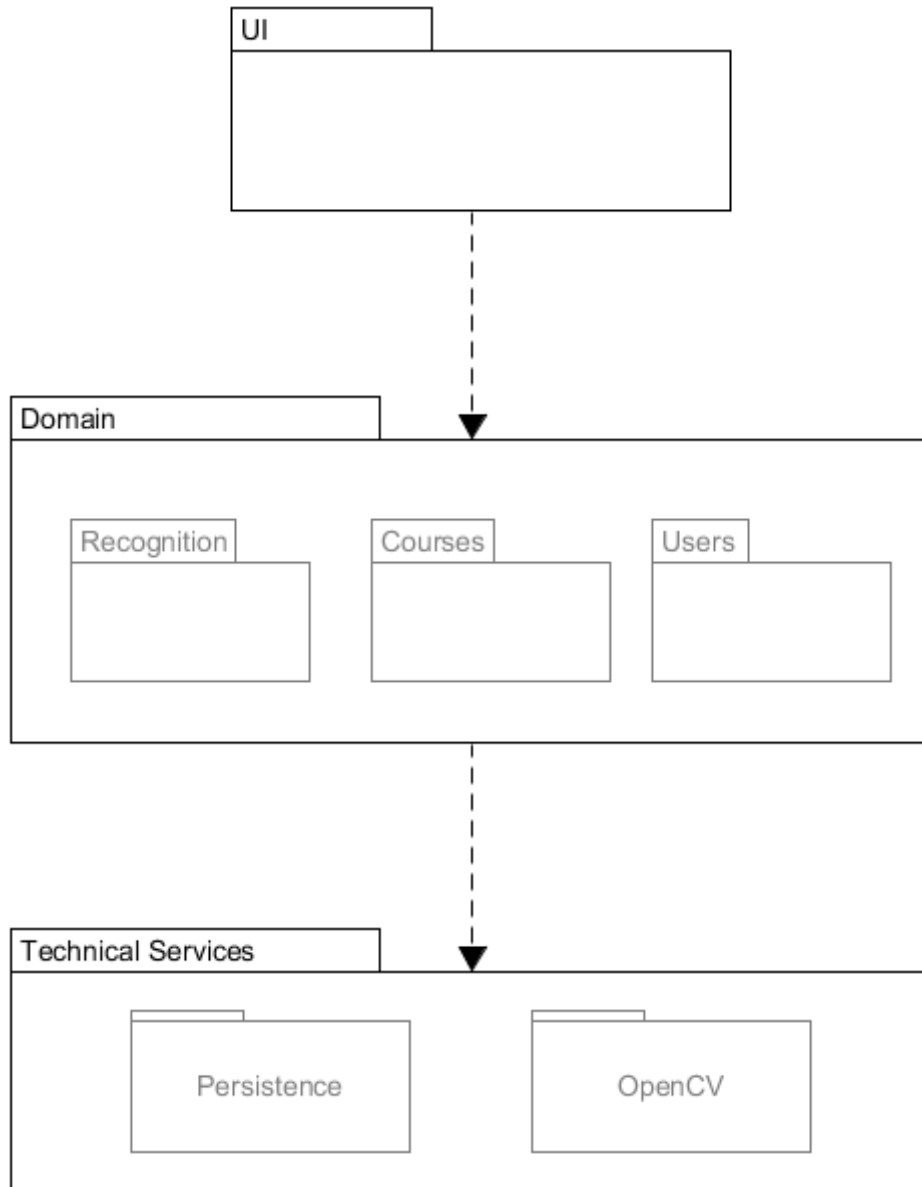 UI
Domain
Recognition
Courses
Users
Technical Services
Persistence
OpenCV